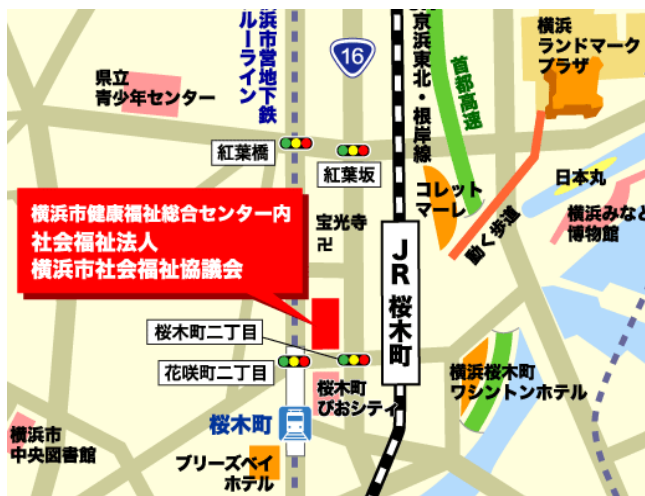 横浜市営地下鉄
ブルーライン
16
京浜東北・根岸線
首都高速
横浜
ランドマーク
プラザ
県立
青少年センター
紅葉橋
紅葉坂
コレット
マーレ
日本丸
横浜みなと
博物館
動く歩道
横浜市健康福祉総合センター内
社会福祉法人
横浜市社会福祉協議会
宝光寺
卍
JR桜木町
桜木町二丁目
花咲町二丁目
横浜桜木町
ワシントンホテル
桜木町
ぴおシティ
桜木町
横浜市
中央図書館
ブリーズベイ
ホテル